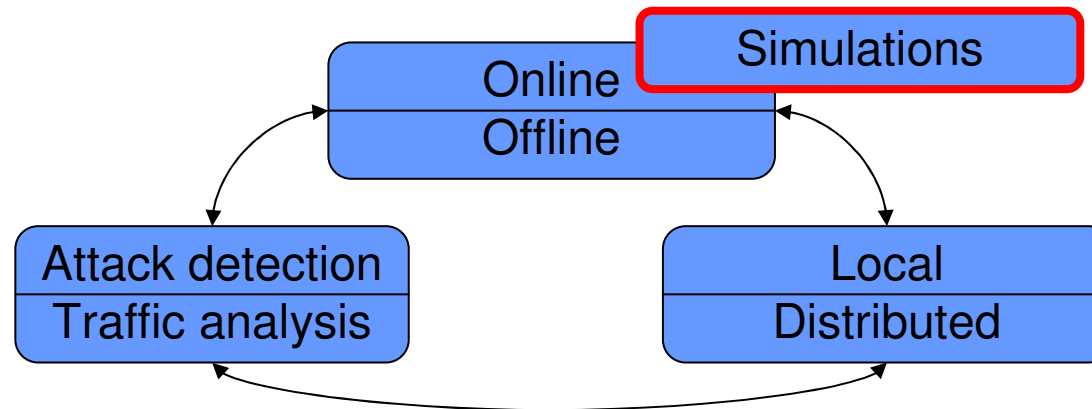 Simulations
Online
Offline
Attack detection
Traffic analysis
Local
Distributed